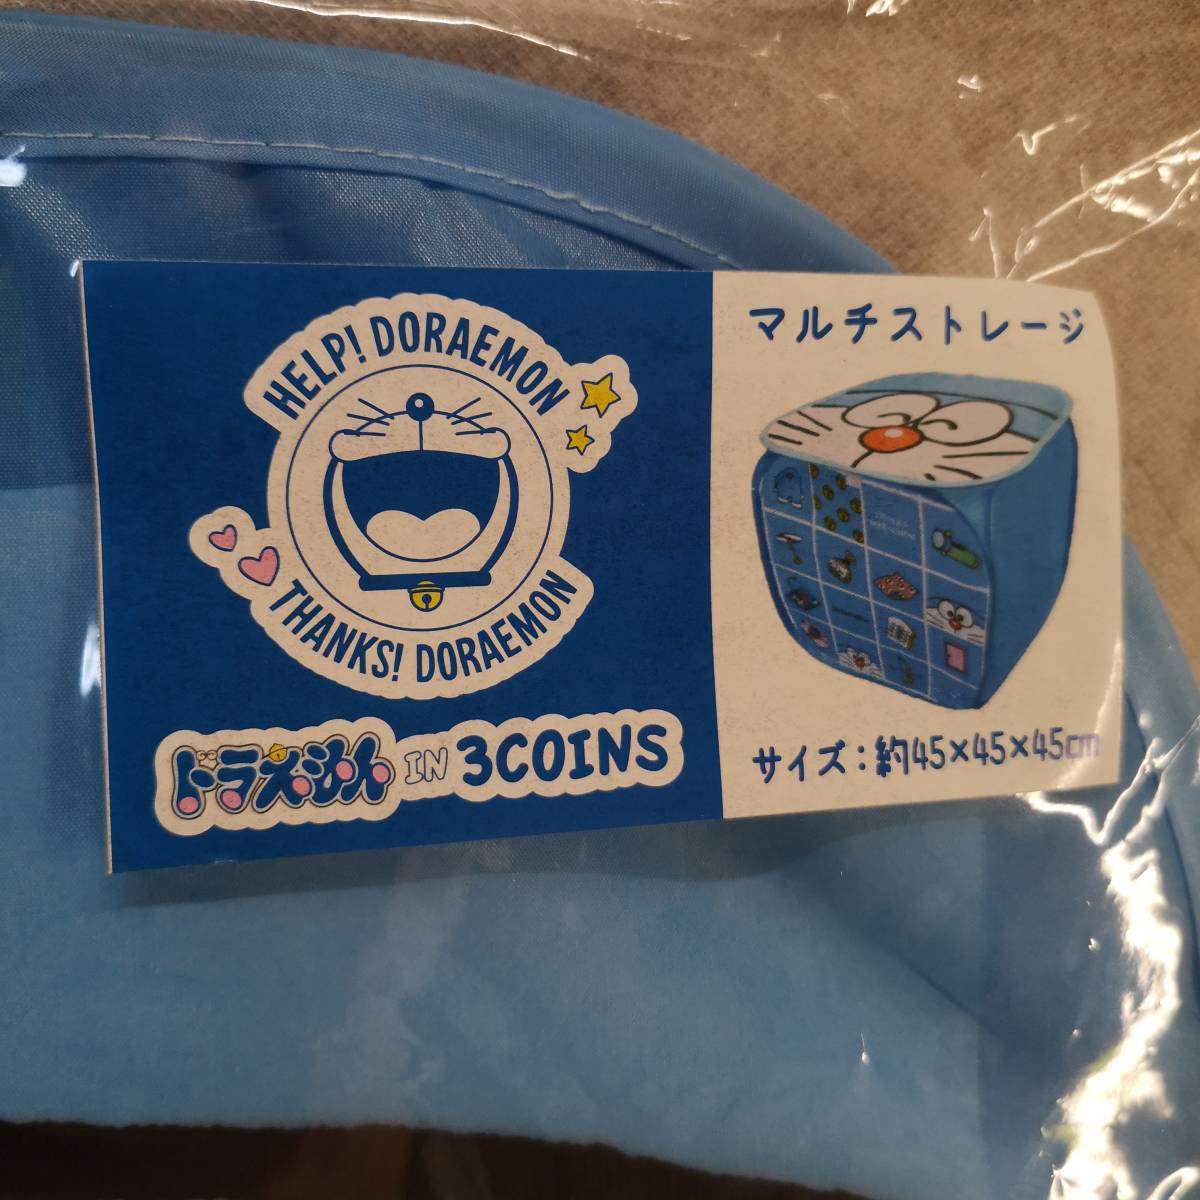 HELP! DORAEMON
THANKS! DORAEMON
ドラえもん IN 3COINS
マルチストレージ
サイズ：約45×45×45cm